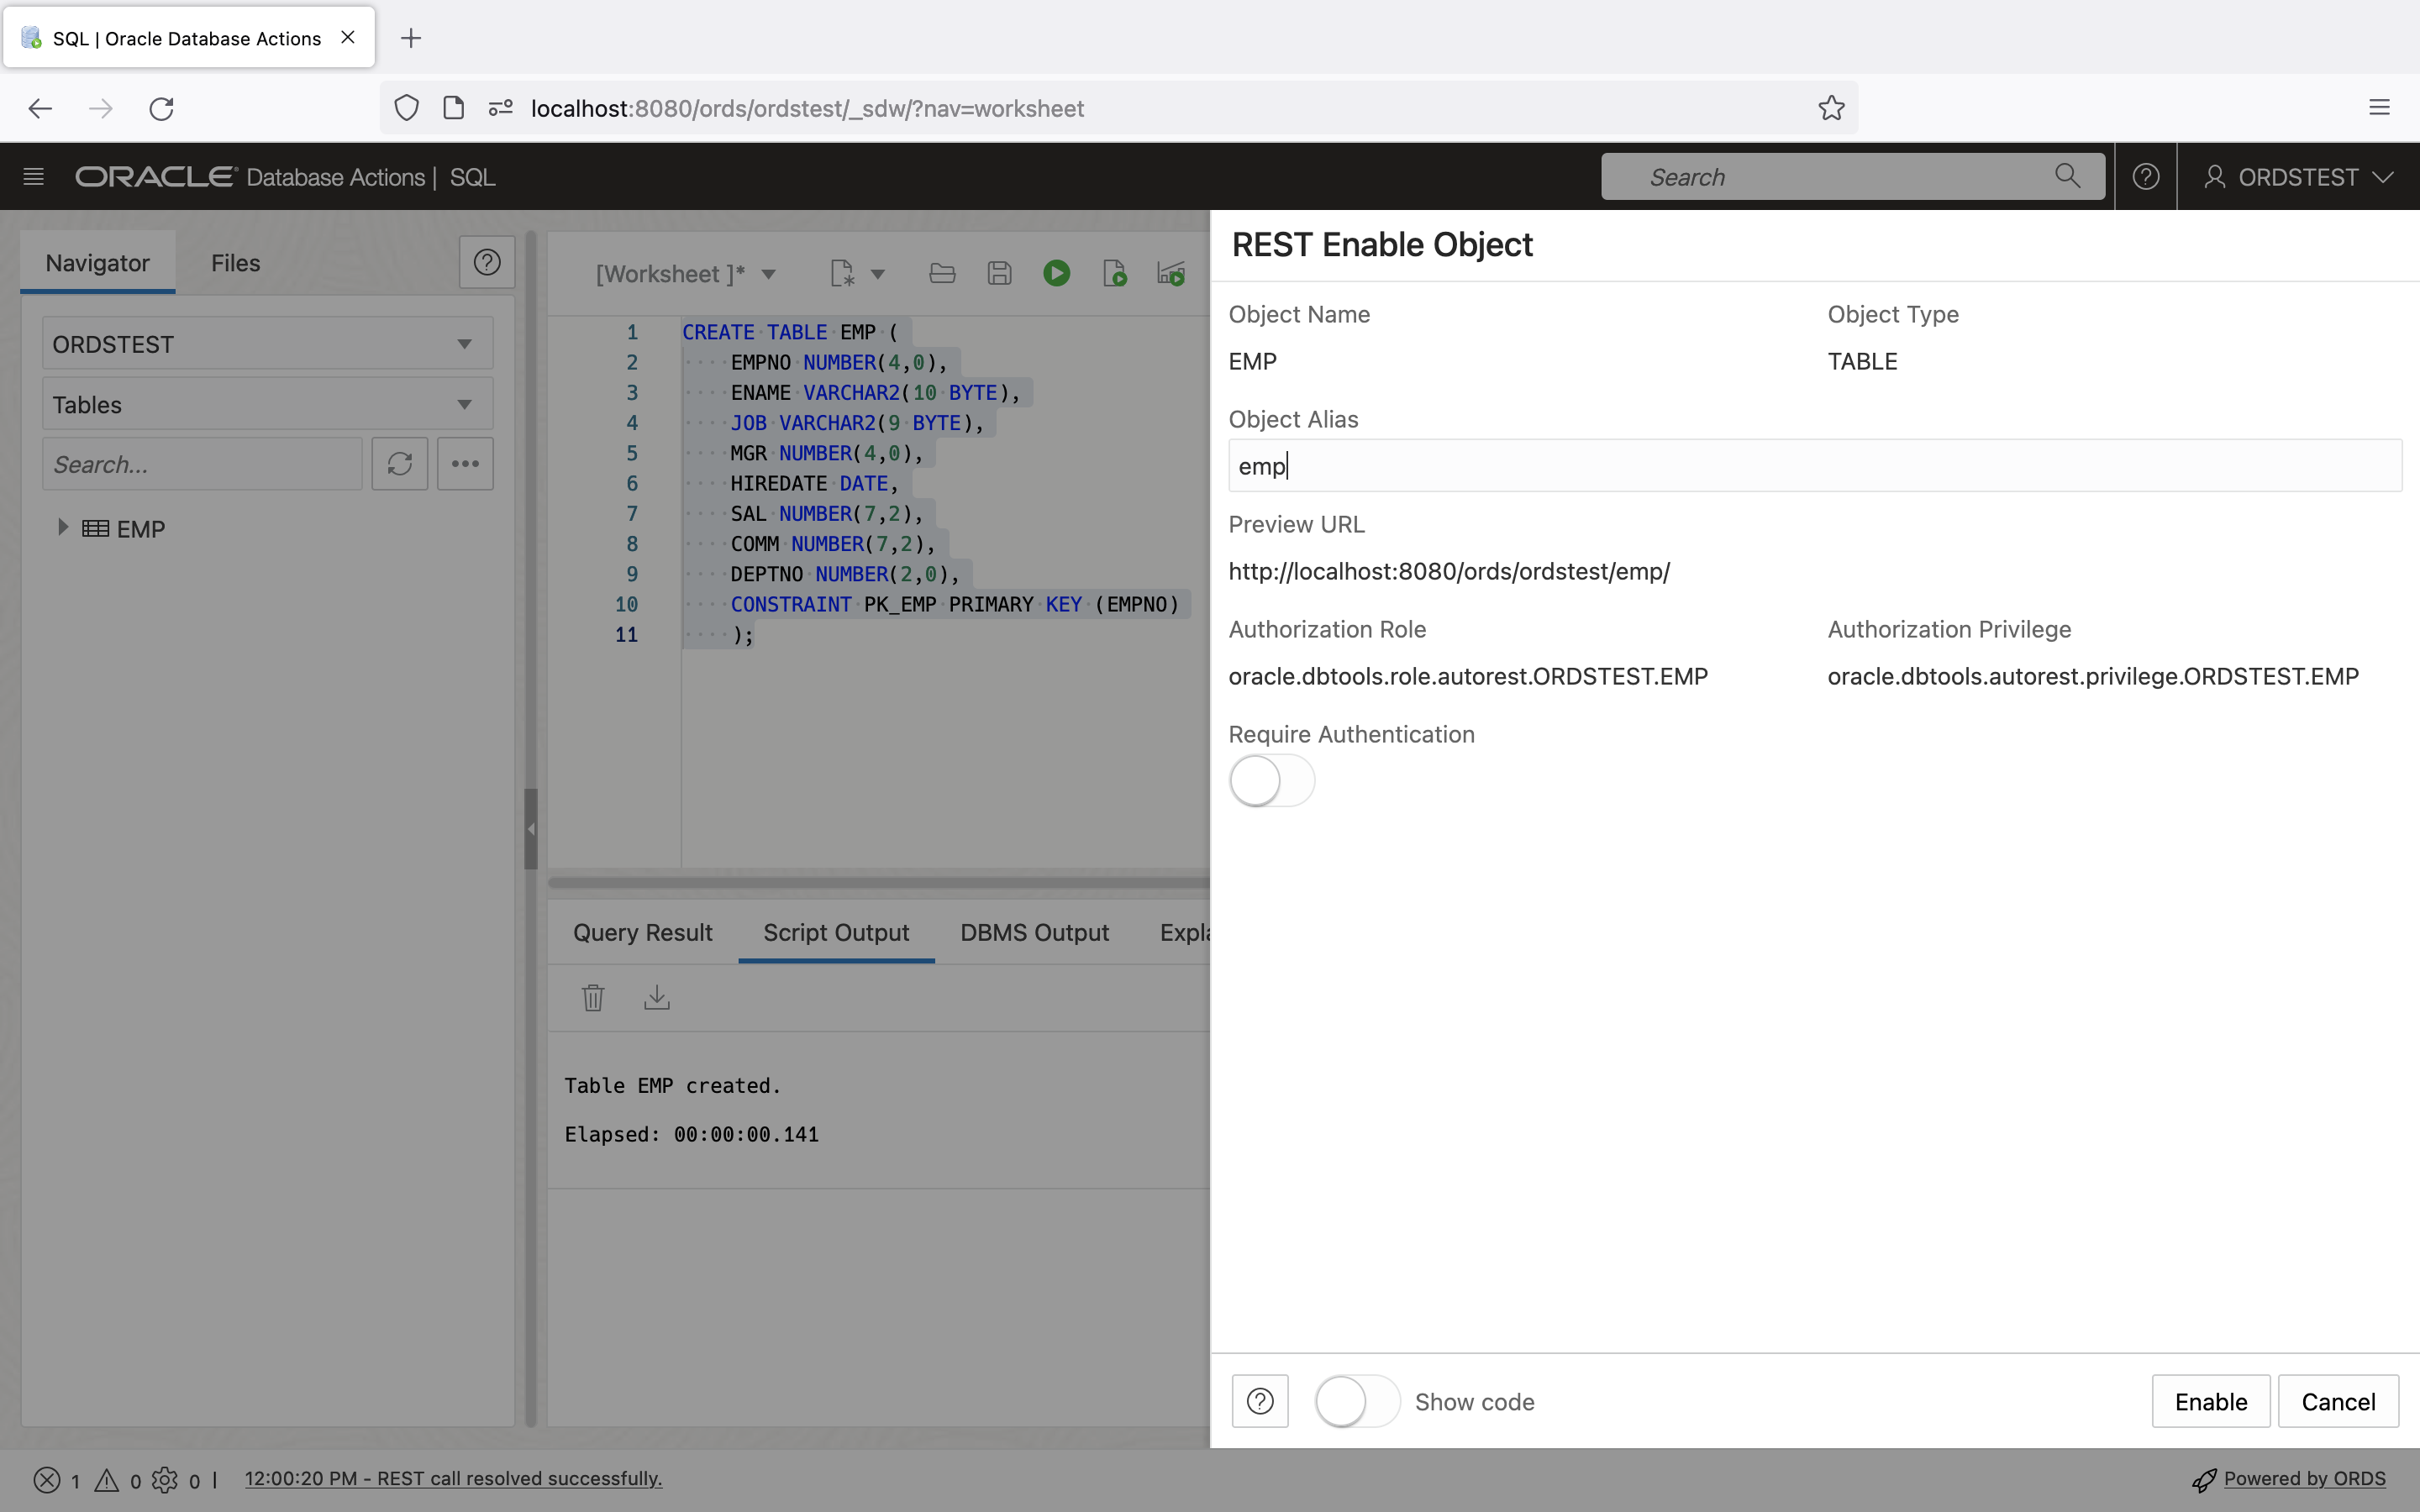 SQL | Oracle Database Actions
localhost:8080/ords/ordstest/_sdw/?nav=worksheet
ORACLE Database Actions | SQL
Search
ORDSTEST
Navigator
Files
ORDSTEST
Tables
Search...
EMP
[Worksheet ]*
1 CREATE TABLE EMP (
2 EMPNO NUMBER(4,0),
3 ENAME VARCHAR2(10 BYTE),
4 JOB VARCHAR2(9 BYTE),
5 MGR NUMBER(4,0),
6 HIREDATE DATE,
7 SAL NUMBER(7,2),
8 COMM NUMBER(7,2),
9 DEPTNO NUMBER(2,0),
10 CONSTRAINT PK_EMP PRIMARY KEY (EMPNO)
11 );
Query Result
Script Output
DBMS Output
Expla
Table EMP created.
Elapsed: 00:00:00.141
REST Enable Object
Object Name
EMP
Object Type
TABLE
Object Alias
emp
Preview URL
http://localhost:8080/ords/ordstest/emp/
Authorization Role
oracle.dbtools.role.autorest.ORDSTEST.EMP
Authorization Privilege
oracle.dbtools.autorest.privilege.ORDSTEST.EMP
Require Authentication
Show code
Enable
Cancel
1 0 0 | 12:00:20 PM - REST call resolved successfully.
Powered by ORDS